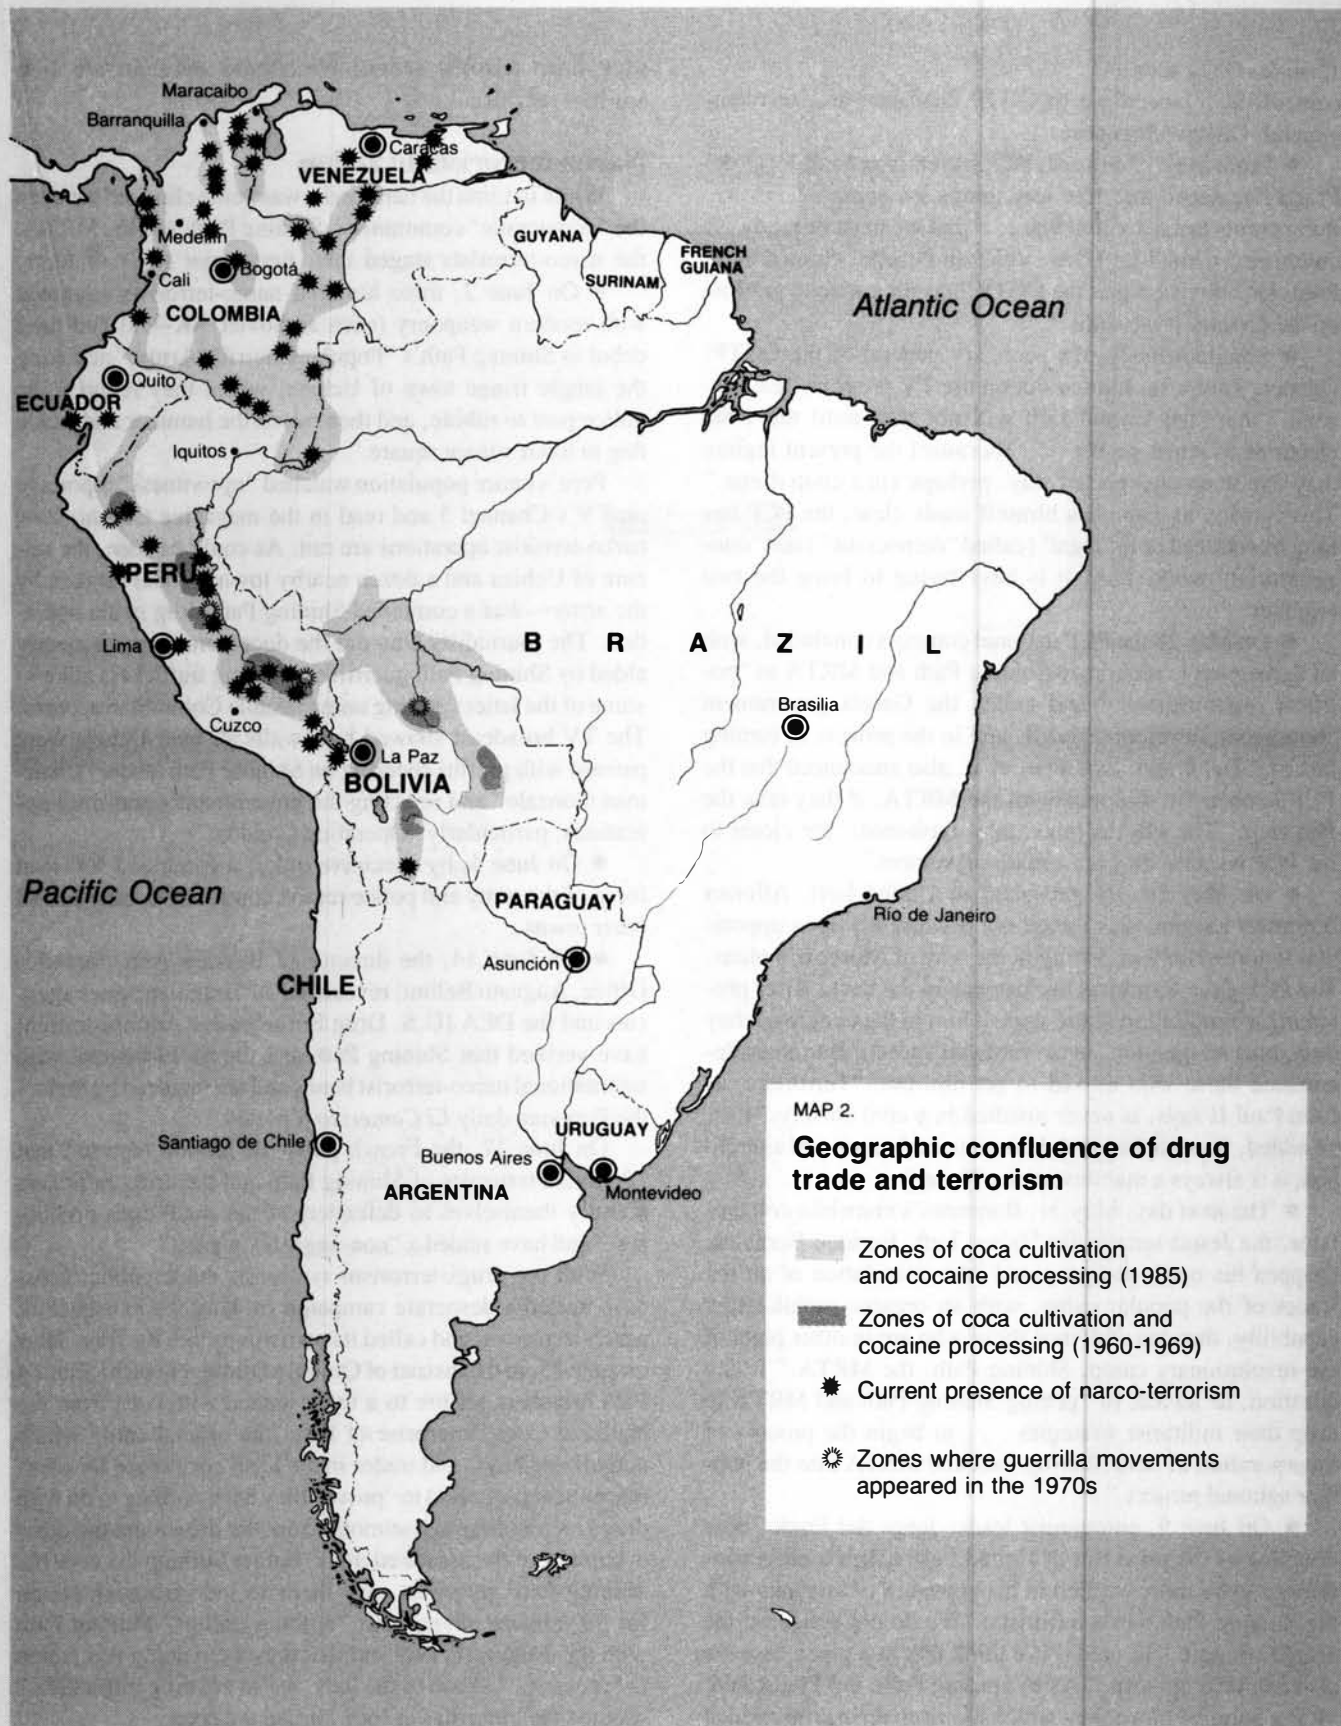 Maracaibo
Barranquilla
Caracas
VENEZUELA
Medellín
Bogotá
Cali
COLOMBIA
GUYANA
SURINAM
FRENCH
GUIANA
Atlantic Ocean
Quito
ECUADOR
Iquitos
PERU
Lima
Cuzco
BRAZIL
Brasilia
La Paz
BOLIVIA
Pacific Ocean
PARAGUAY
Río de Janeiro
Asunción
CHILE
Santiago de Chile
URUGUAY
Buenos Aires
ARGENTINA
Montevideo
MAP 2.
Geographic confluence of drug
trade and terrorism
Zones of coca cultivation
and cocaine processing (1985)
Zones of coca cultivation and
cocaine processing (1960-1969)
Current presence of narco-terrorism
Zones where guerrilla movements
appeared in the 1970s